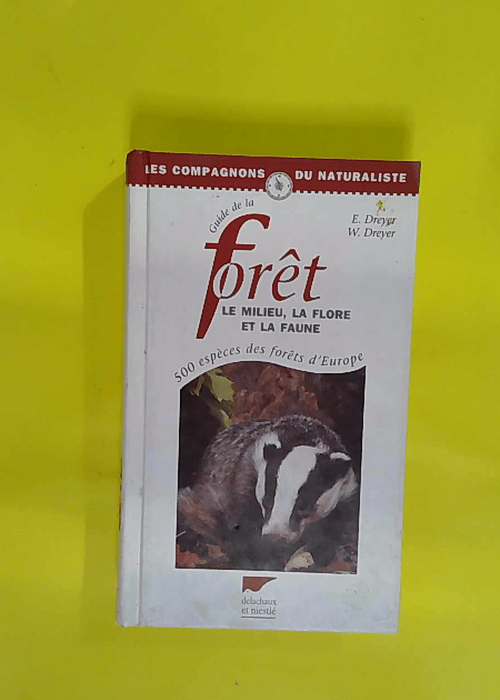 LES COMPAGNONS DU NATURALISTE
E. Dreyer
W. Dreyer
Guide de la
forêt
LE MILIEU, LA FLORE
ET LA FAUNE
500 espèces des forêts d'Europe
delachaux
et niestlé